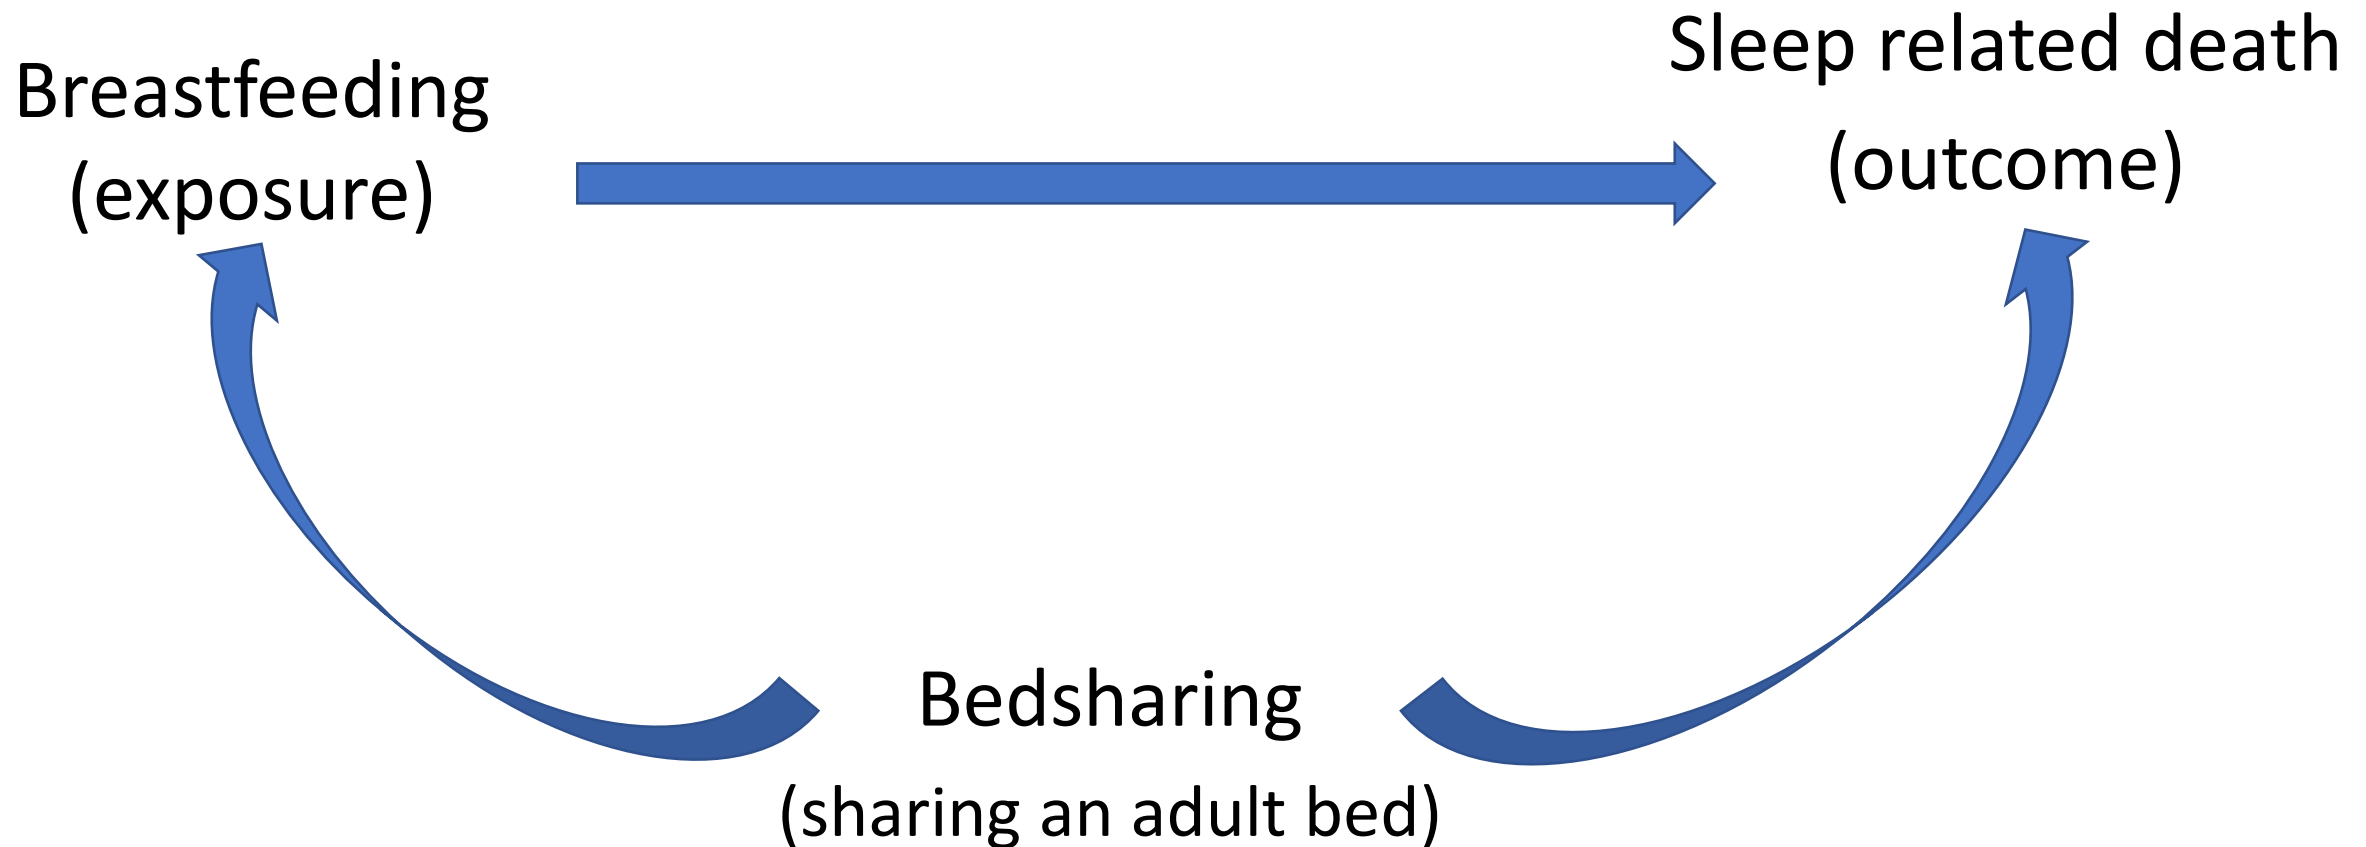 Breastfeeding
(exposure)
Sleep related death
(outcome)
Bedsharing
(sharing an adult bed)